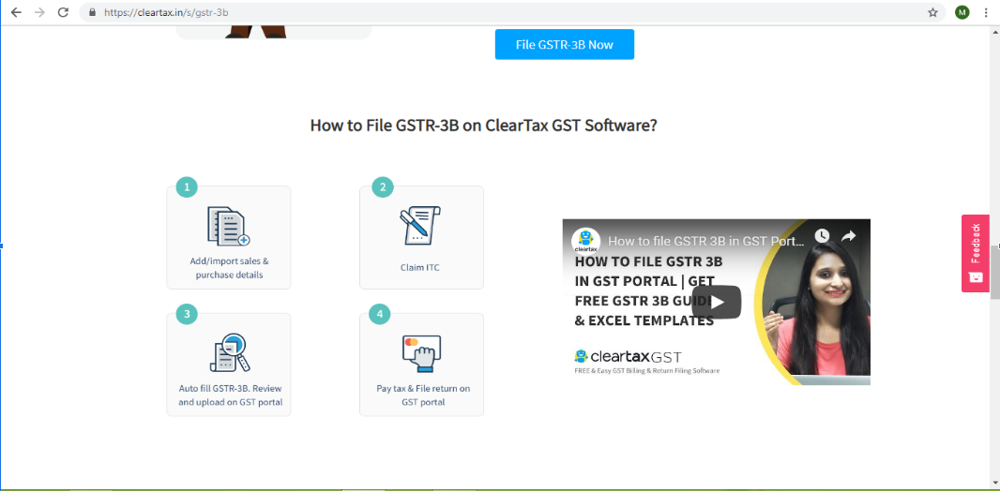 https://cleartax.in/s/gstr-3b
M
File GSTR-3B Now
How to File GSTR-3B on ClearTax GST Software?
1
Add/import sales &
purchase details
2
Claim ITC
3
Auto fill GSTR-3B. Review
and upload on GST portal
4
Pay tax & File return on
GST portal
cleartax
How to file GSTR 3B in GST Port...
HOW TO FILE GSTR 3B
IN GST PORTAL | GET
FREE GSTR 3B GUIDE
& EXCEL TEMPLATES
cleartaxGST
FREE & Easy GST Billing & Return Filing Software
Feedback